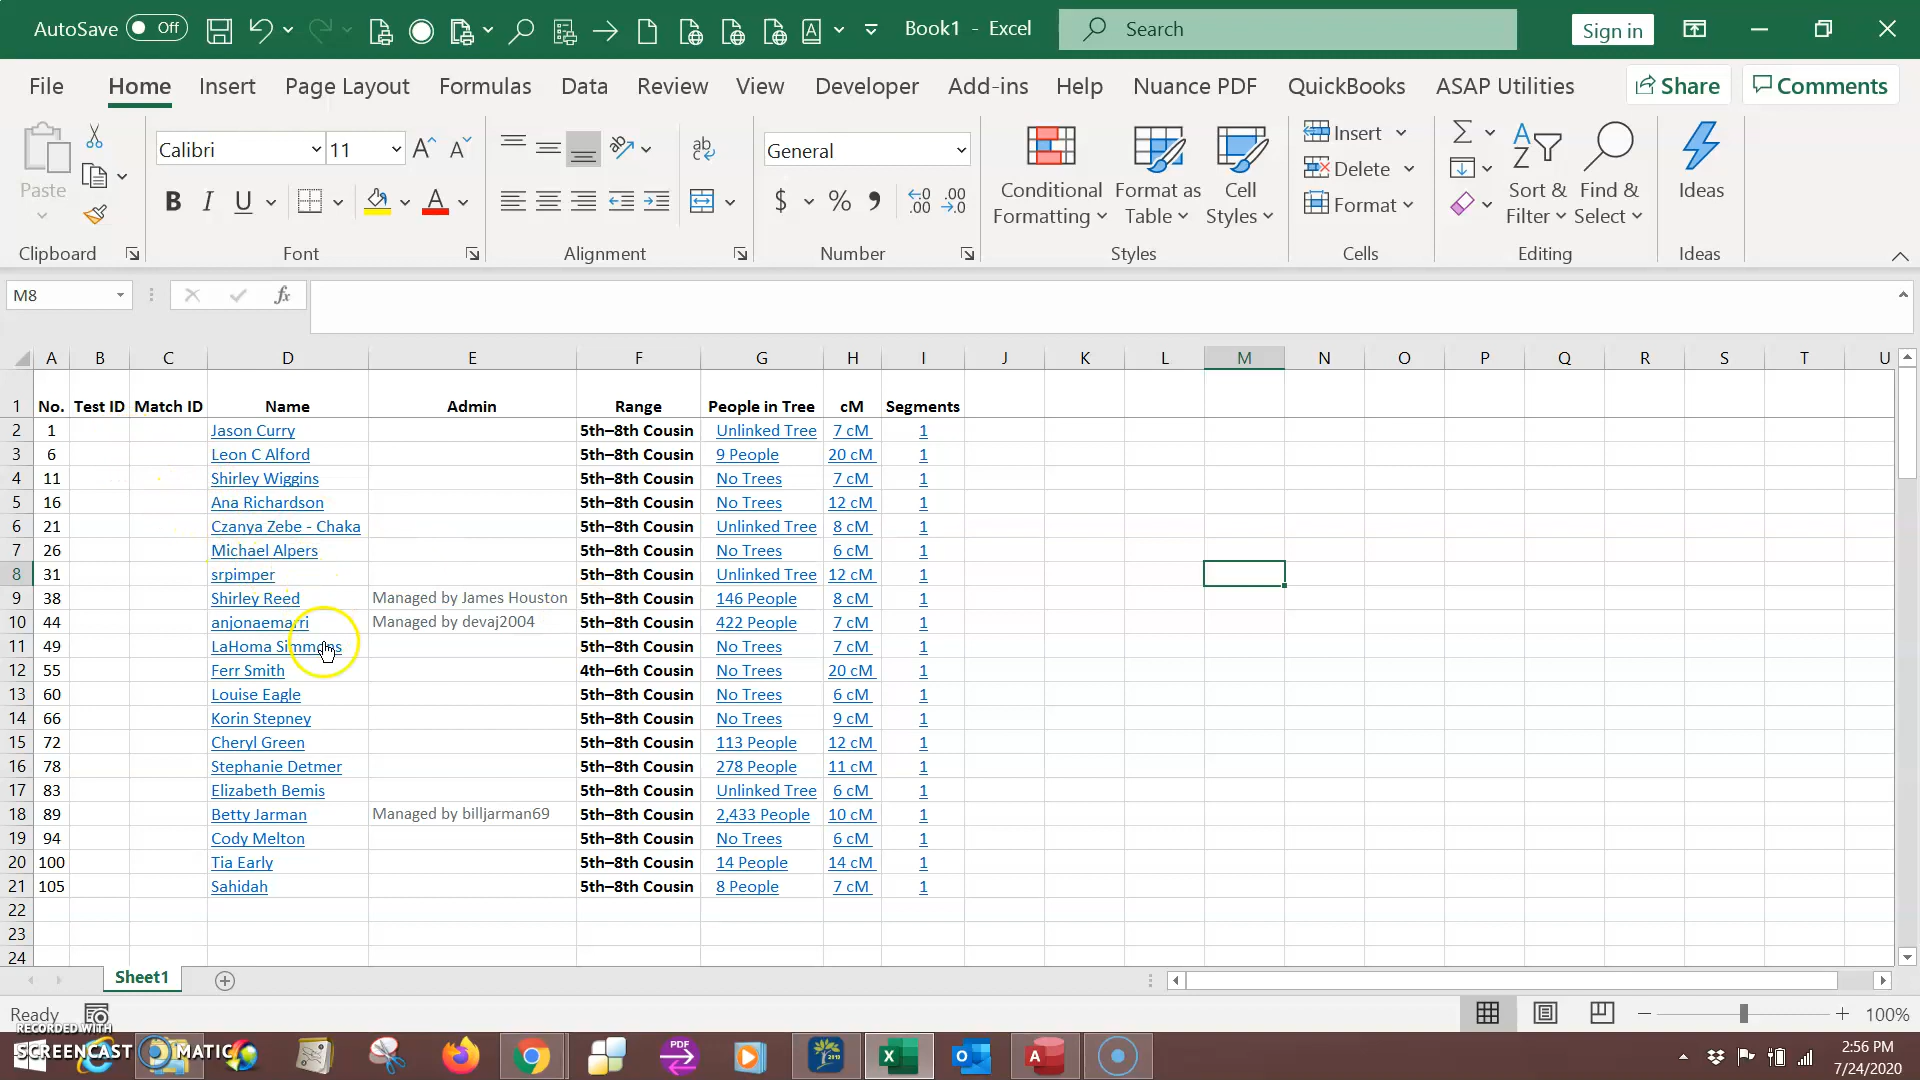 AutoSave Off Book1 - Excel Search Sign in
File Home Insert Page Layout Formulas Data Review View Developer Add-ins Help Nuance PDF QuickBooks ASAP Utilities Share Comments
Paste
Clipboard
Calibri 11
B I U A
Font
ab
Alignment
General
$ % , .00 .00
Number
Conditional Formatting
Format as Table
Cell Styles
Styles
Insert
Delete
Format
Cells
Sort & Filter
Find & Select
Editing
Ideas
Ideas
M8 fx
A B C D E F G H I J K L M N O P Q R S T U
1 No. Test ID Match ID Name Admin Range People in Tree cM Segments
2 1 Jason Curry 5th–8th Cousin Unlinked Tree 7 cM 1
3 6 Leon C Alford 5th–8th Cousin 9 People 20 cM 1
4 11 Shirley Wiggins 5th–8th Cousin No Trees 7 cM 1
5 16 Ana Richardson 5th–8th Cousin No Trees 12 cM 1
6 21 Czanya Zebe - Chaka 5th–8th Cousin Unlinked Tree 8 cM 1
7 26 Michael Alpers 5th–8th Cousin No Trees 6 cM 1
8 31 srpimper 5th–8th Cousin Unlinked Tree 12 cM 1
9 38 Shirley Reed Managed by James Houston 5th–8th Cousin 146 People 8 cM 1
10 44 anjonaemarri Managed by devaj2004 5th–8th Cousin 422 People 7 cM 1
11 49 LaHoma Simmons 5th–8th Cousin No Trees 7 cM 1
12 55 Ferr Smith 4th–6th Cousin No Trees 20 cM 1
13 60 Louise Eagle 5th–8th Cousin No Trees 6 cM 1
14 66 Korin Stepney 5th–8th Cousin No Trees 9 cM 1
15 72 Cheryl Green 5th–8th Cousin 113 People 12 cM 1
16 78 Stephanie Detmer 5th–8th Cousin 278 People 11 cM 1
17 83 Elizabeth Bemis 5th–8th Cousin Unlinked Tree 6 cM 1
18 89 Betty Jarman Managed by billjarman69 5th–8th Cousin 2,433 People 10 cM 1
19 94 Cody Melton 5th–8th Cousin No Trees 6 cM 1
20 100 Tia Early 5th–8th Cousin 14 People 14 cM 1
21 105 Sahidah 5th–8th Cousin 8 People 7 cM 1
22
23
24
Sheet1
Ready 100%
RECORDED WITH
SCREENCAST MATIC
PDF
2:56 PM
7/24/2020